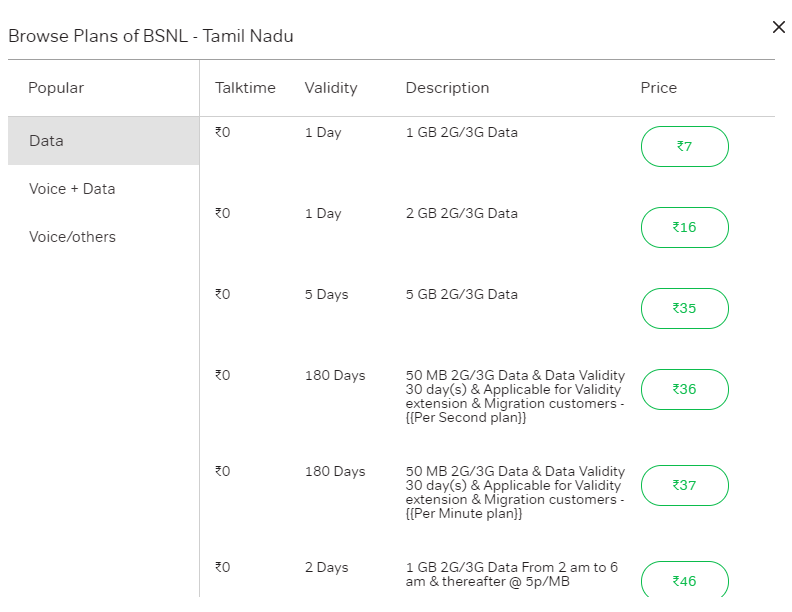 Browse Plans of BSNL - Tamil Nadu
Popular
Talktime Validity Description Price
Data
Voice + Data
Voice/others
₹0 1 Day 1 GB 2G/3G Data ₹7
₹0 1 Day 2 GB 2G/3G Data ₹16
₹0 5 Days 5 GB 2G/3G Data ₹35
₹0 180 Days 50 MB 2G/3G Data & Data Validity
30 day(s) & Applicable for Validity
extension & Migration customers -
{{Per Second plan}}
₹36
₹0 180 Days 50 MB 2G/3G Data & Data Validity
30 day(s) & Applicable for Validity
extension & Migration customers -
{{Per Minute plan}}
₹37
₹0 2 Days 1 GB 2G/3G Data From 2 am to 6
am & thereafter @ 5p/MB
₹46